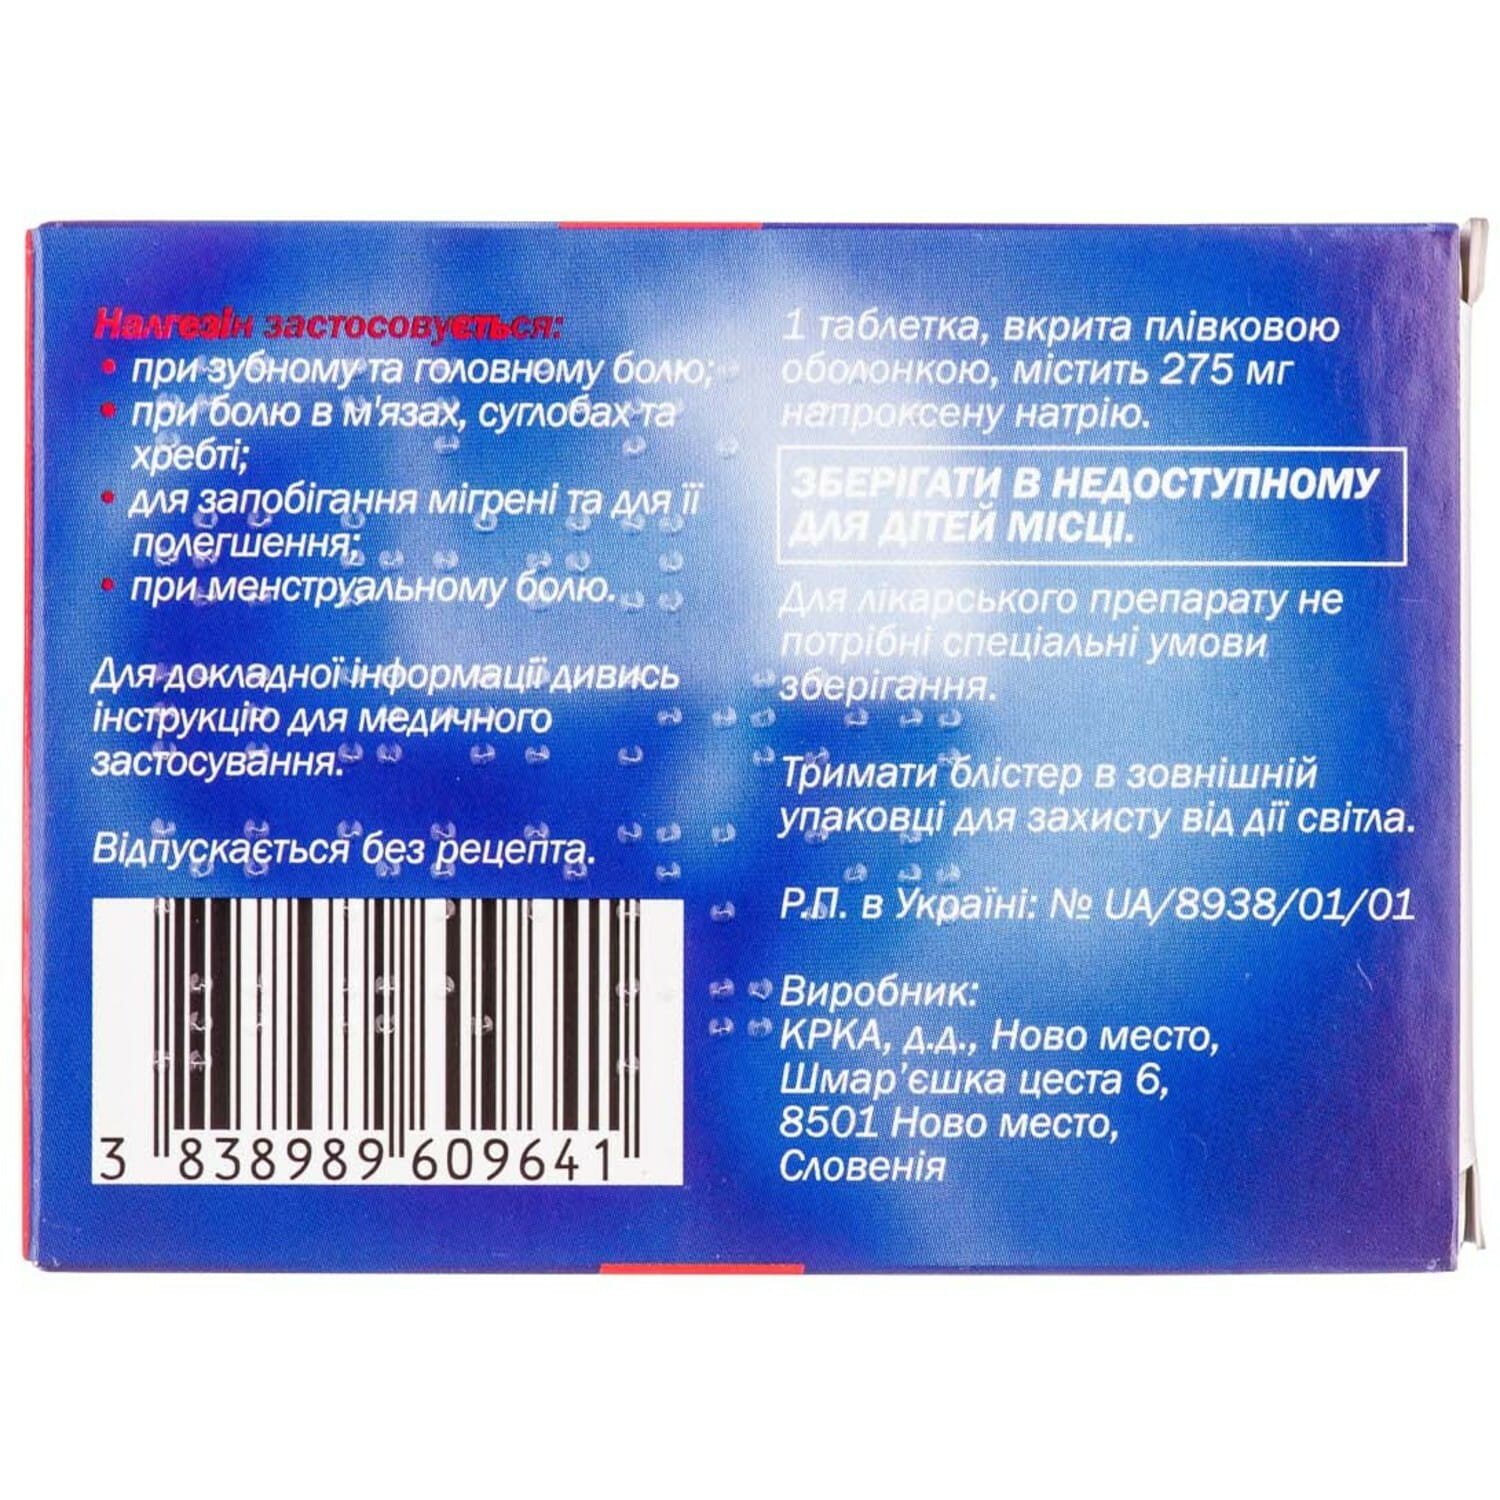 Налгезін застосовується:
• при зубному та головному болю;
• при болю в м'язах, суглобах та
хребті;
• для запобігання мігрені та для її
полегшення;
• при менструальному болю.
Для докладної інформації дивись
інструкцію для медичного
застосування.
Відпускається без рецепта.
3 838989 609641
1 таблетка, вкрита плівковою
оболонкою, містить 275 мг
напроксену натрію.
ЗБЕРІГАТИ В НЕДОСТУПНОМУ
ДЛЯ ДІТЕЙ МІСЦІ.
Для лікарського препарату не
потрібні спеціальні умови
зберігання.
Тримати блістер в зовнішній
упаковці для захисту від дії світла.
Р.П. в Україні: № UA/8938/01/01
Виробник:
КРКА, д.д., Ново место,
Шмар'єшка цеста 6,
8501 Ново место,
Словенія